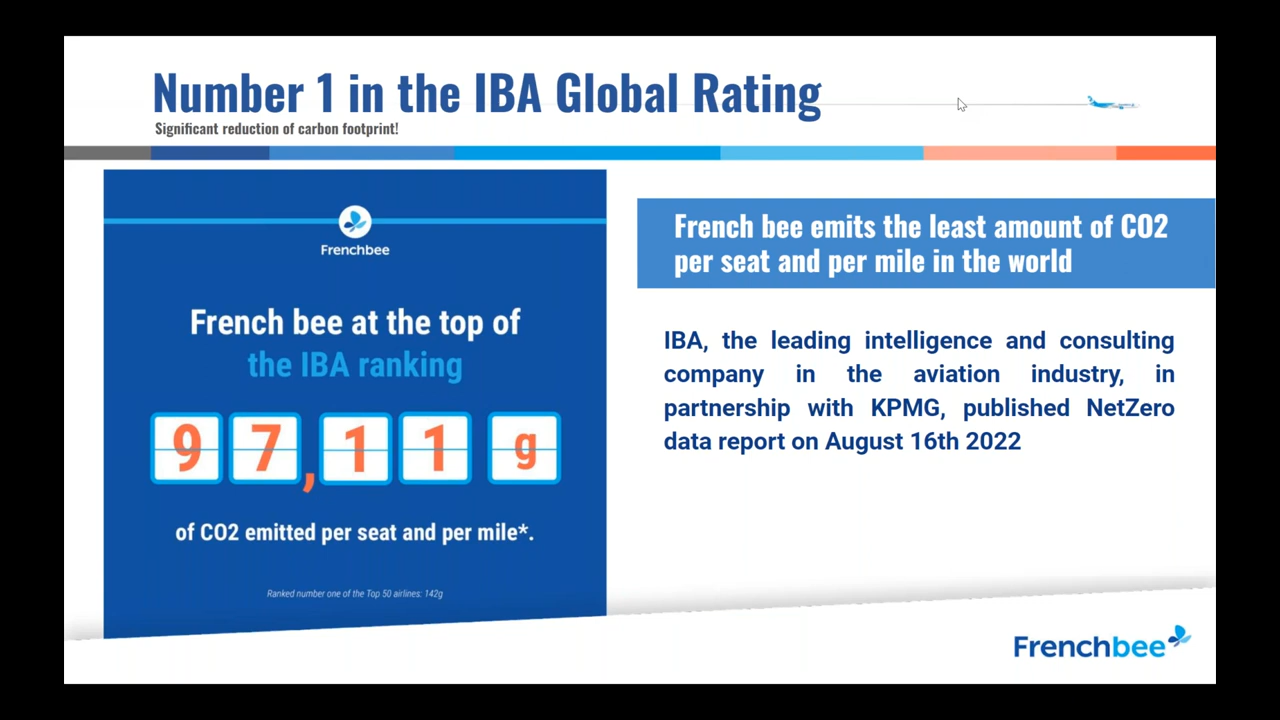 Number 1 in the IBA Global Rating
Significant reduction of carbon footprint!
Frenchbee
French bee at the top of
the IBA ranking
97,11 g
of CO2 emitted per seat and per mile*.
Ranked number one of the Top 50 airlines: 142g
French bee emits the least amount of CO2
per seat and per mile in the world
IBA, the leading intelligence and consulting
company in the aviation industry, in
partnership with KPMG, published NetZero
data report on August 16th 2022
Frenchbee